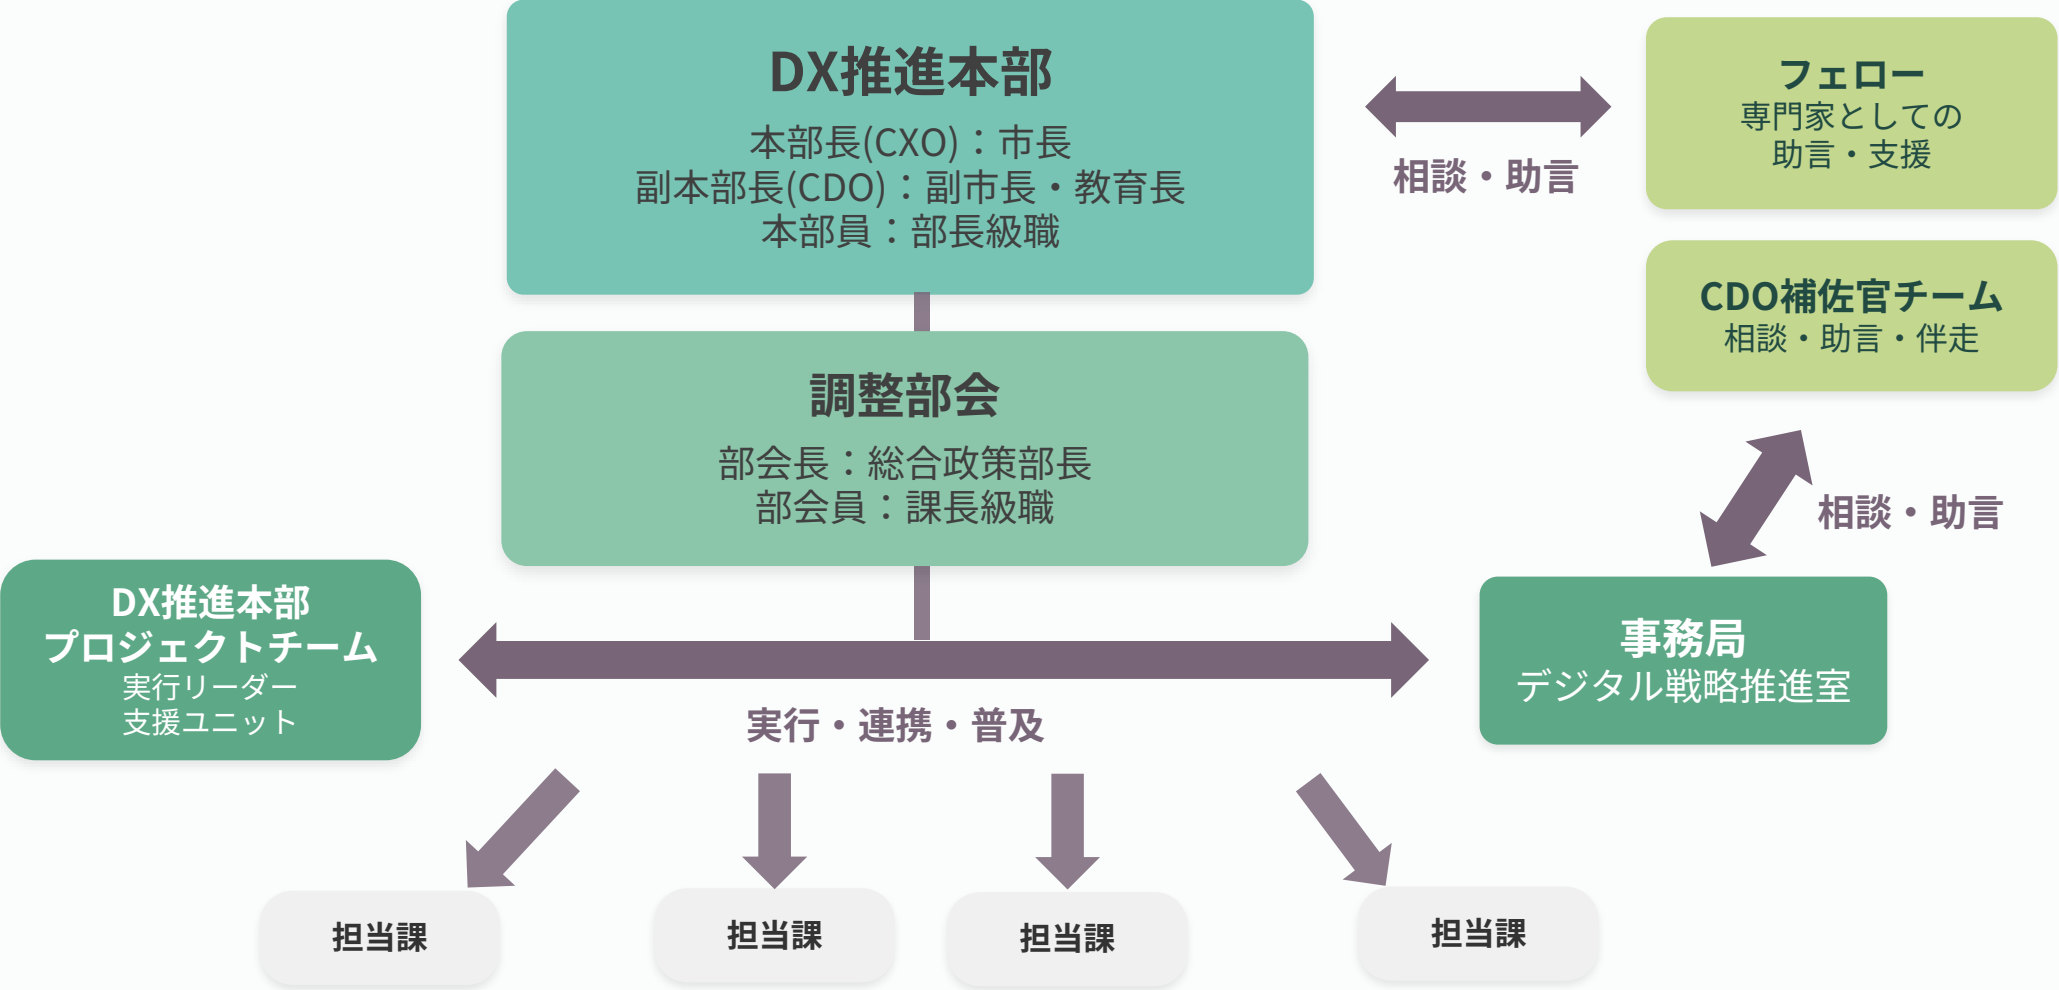 DX推進本部
本部長(CXO)：市長
副本部長(CDO)：副市長・教育長
本部員：部長級職
相談・助言
フェロー
専門家としての
助言・支援
CDO補佐官チーム
相談・助言・伴走
調整部会
部会長：総合政策部長
部会員：課長級職
相談・助言
DX推進本部
プロジェクトチーム
実行リーダー
支援ユニット
事務局
デジタル戦略推進室
実行・連携・普及
担当課
担当課
担当課
担当課